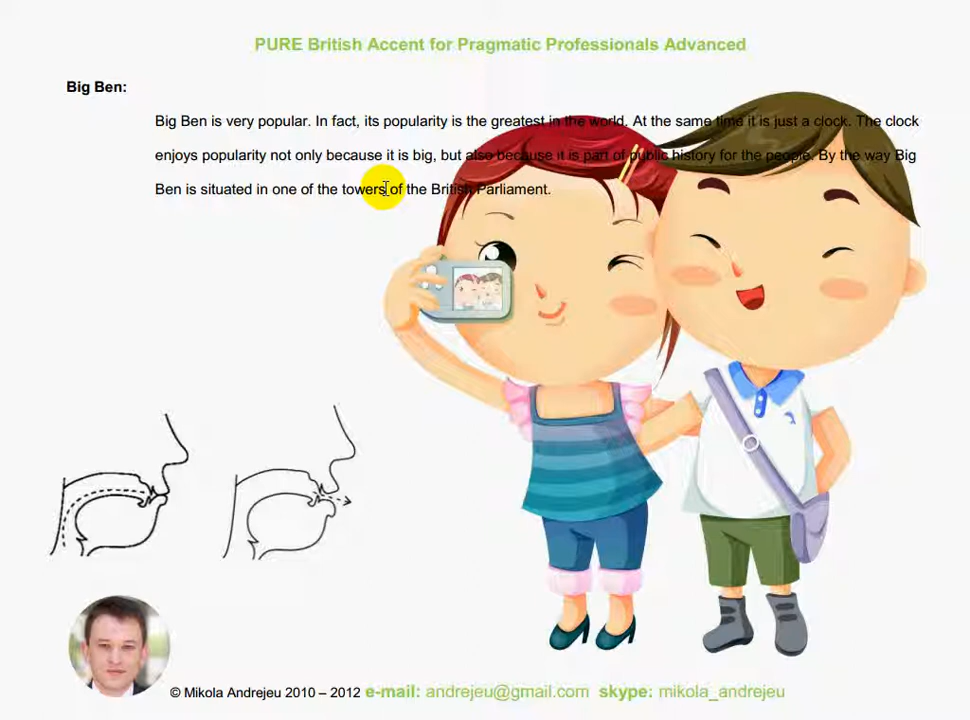 PURE British Accent for Pragmatic Professionals Advanced
Big Ben:
Big Ben is very popular. In fact, its popularity is the greatest in the world. At the same time it is just a clock. The clock
enjoys popularity not only because it is big, but also because it is part of public history for the people. By the way Big
Ben is situated in one of the towers of the British Parliament.
© Mikola Andrejeu 2010 – 2012 e-mail: andrejeu@gmail.com skype: mikola_andrejeu